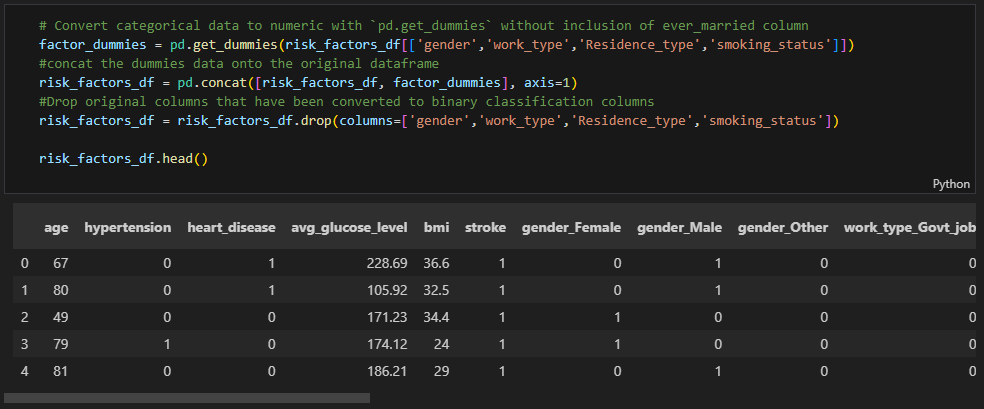 # Convert categorical data to numeric with `pd.get_dummies` without inclusion of ever_married column
factor_dummies = pd.get_dummies(risk_factors_df[['gender','work_type','Residence_type','smoking_status']])
#concat the dummies data onto the original dataframe
risk_factors_df = pd.concat([risk_factors_df, factor_dummies], axis=1)
#Drop original columns that have been converted to binary classification columns
risk_factors_df = risk_factors_df.drop(columns=['gender','work_type','Residence_type','smoking_status'])
risk_factors_df.head()
Python
age hypertension heart_disease avg_glucose_level bmi stroke gender_Female gender_Male gender_Other work_type_Govt_job
0 67 0 1 228.69 36.6 1 0 1 0 0
1 80 0 1 105.92 32.5 1 0 1 0 0
2 49 0 0 171.23 34.4 1 1 0 0 0
3 79 1 0 174.12 24 1 1 0 0 0
4 81 0 0 186.21 29 1 0 1 0 0